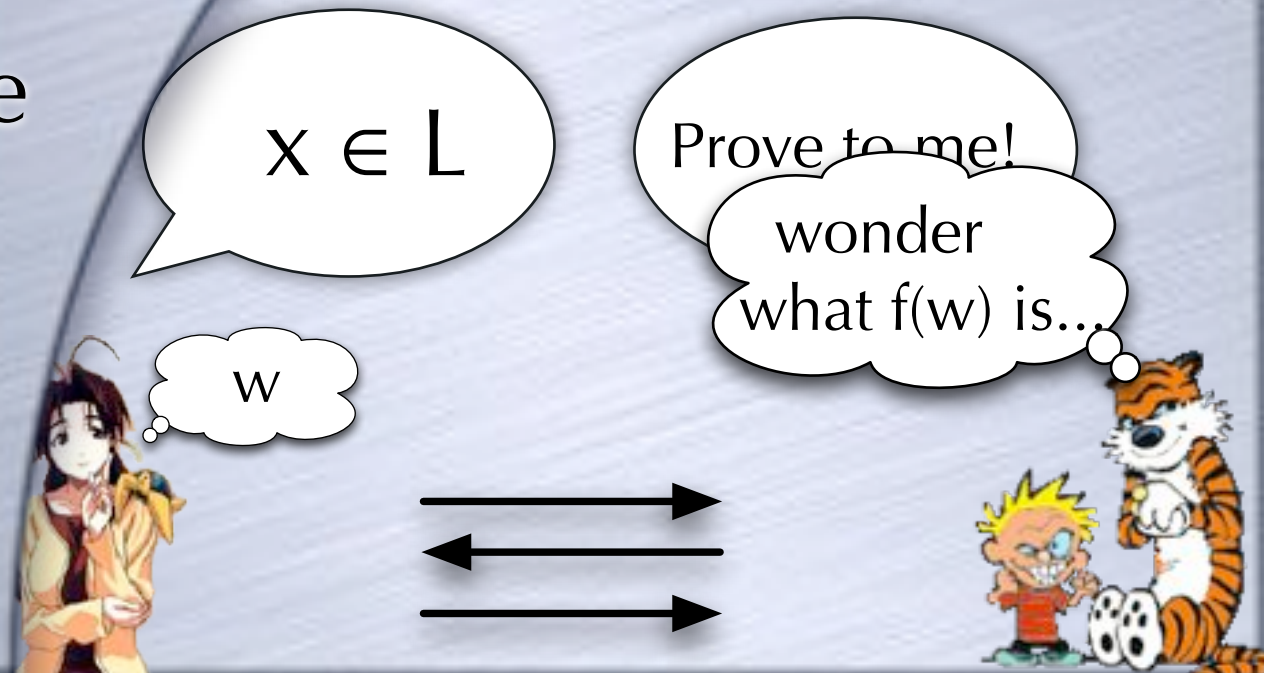 e
x ∈ L
Prove to me!
wonder
what f(w) is...
w